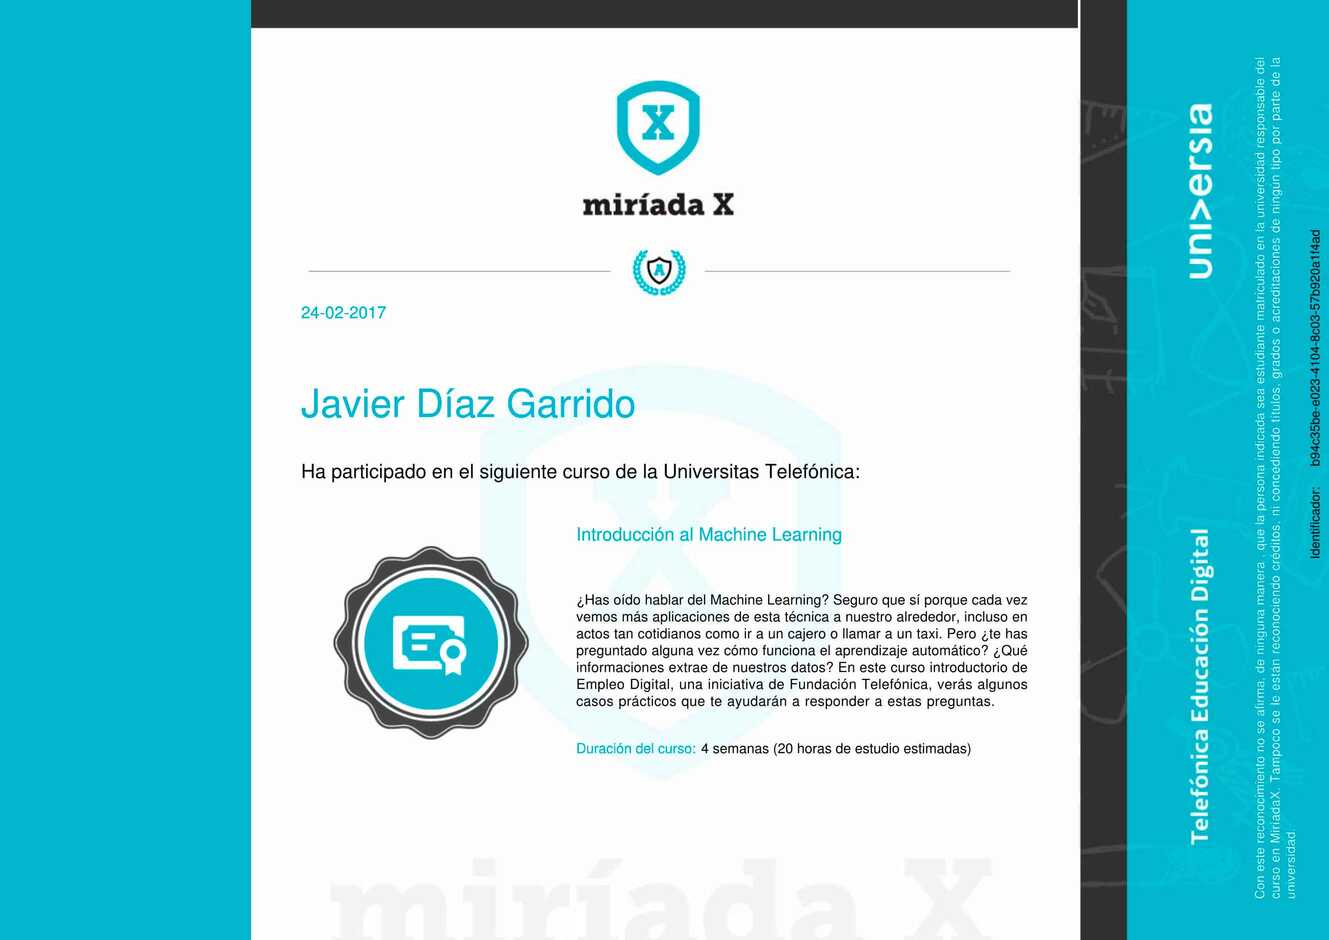 X
miríada X
A
24-02-2017
Javier Díaz Garrido
Ha participado en el siguiente curso de la Universitas Telefónica:
Introducción al Machine Learning
¿Has oído hablar del Machine Learning? Seguro que sí porque cada vez
vemos más aplicaciones de esta técnica a nuestro alrededor, incluso en
actos tan cotidianos como ir a un cajero o llamar a un taxi. Pero ¿te has
preguntado alguna vez cómo funciona el aprendizaje automático? ¿Qué
informaciones extrae de nuestros datos? En este curso introductorio de
Empleo Digital, una iniciativa de Fundación Telefónica, verás algunos
casos prácticos que te ayudarán a responder a estas preguntas.
Duración del curso: 4 semanas (20 horas de estudio estimadas)
miríada X
Telefónica Educación Digital
uni>ersia
Con este reconocimiento no se afirma, de ninguna manera , que la persona indicada sea estudiante matriculado en la universidad responsable del
curso en MiríadaX. Tampoco se le están reconociendo créditos, ni concediendo títulos, grados o acreditaciones de ningún tipo por parte de la
universidad.
Identificador: b94c35be-e023-4104-8c03-57b920a1f4ad